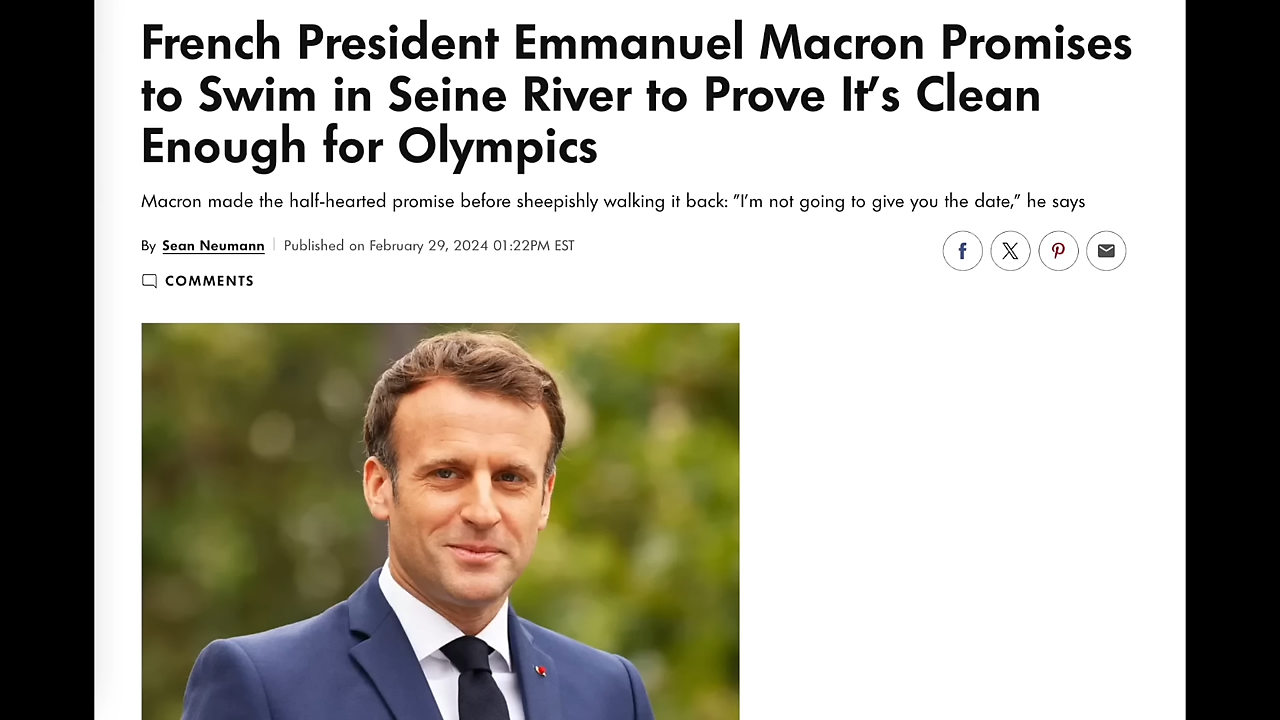 French President Emmanuel Macron Promises
to Swim in Seine River to Prove It’s Clean
Enough for Olympics
Macron made the half-hearted promise before sheepishly walking it back: ”I’m not going to give you the date,” he says
By Sean Neumann Published on February 29, 2024 01:22PM EST
COMMENTS